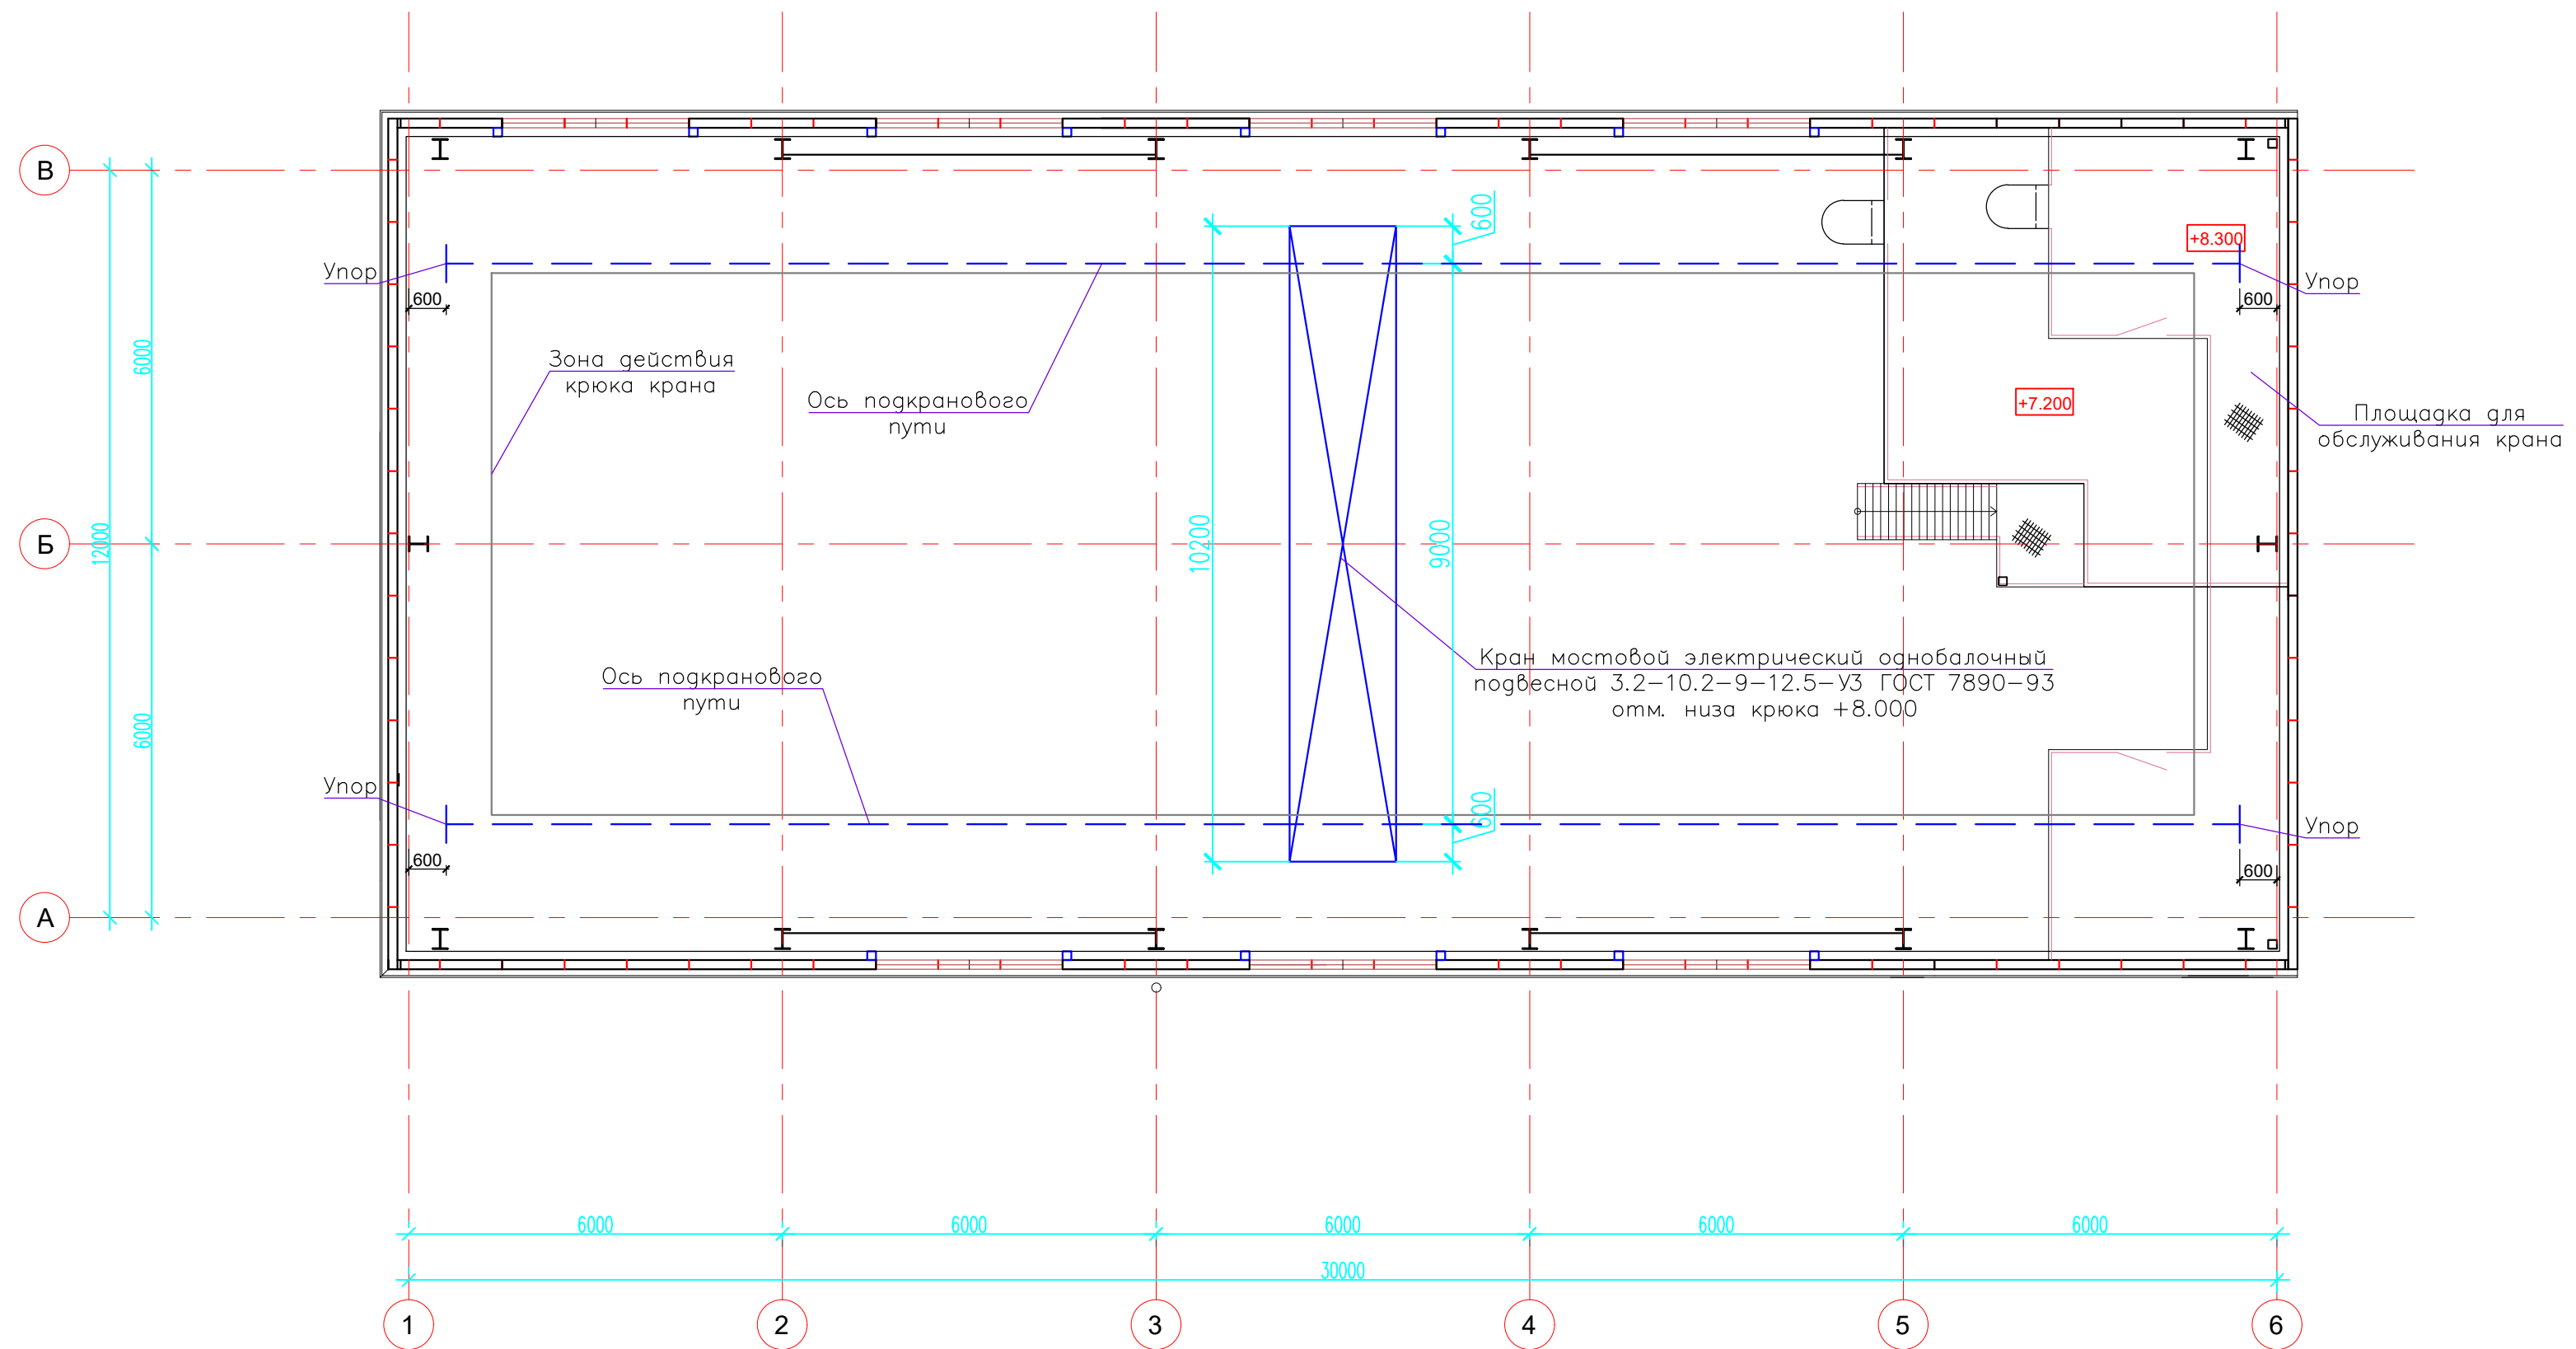 В
Б
А
600
600
+8.300
Упор
Упор
600
600
6000
Зона действия
крюка крана
Ось подкранового
пути
+7.200
Площадка для
обслуживания крана
12000
10200
9000
Кран мостовой электрический однобалочный
подвесной 3.2-10.2-9-12.5-У3 ГОСТ 7890-93
отм. низа крюка +8.000
Ось подкранового
пути
6000
Упор
600
Упор
600
6000
6000
6000
6000
6000
30000
1
2
3
4
5
6